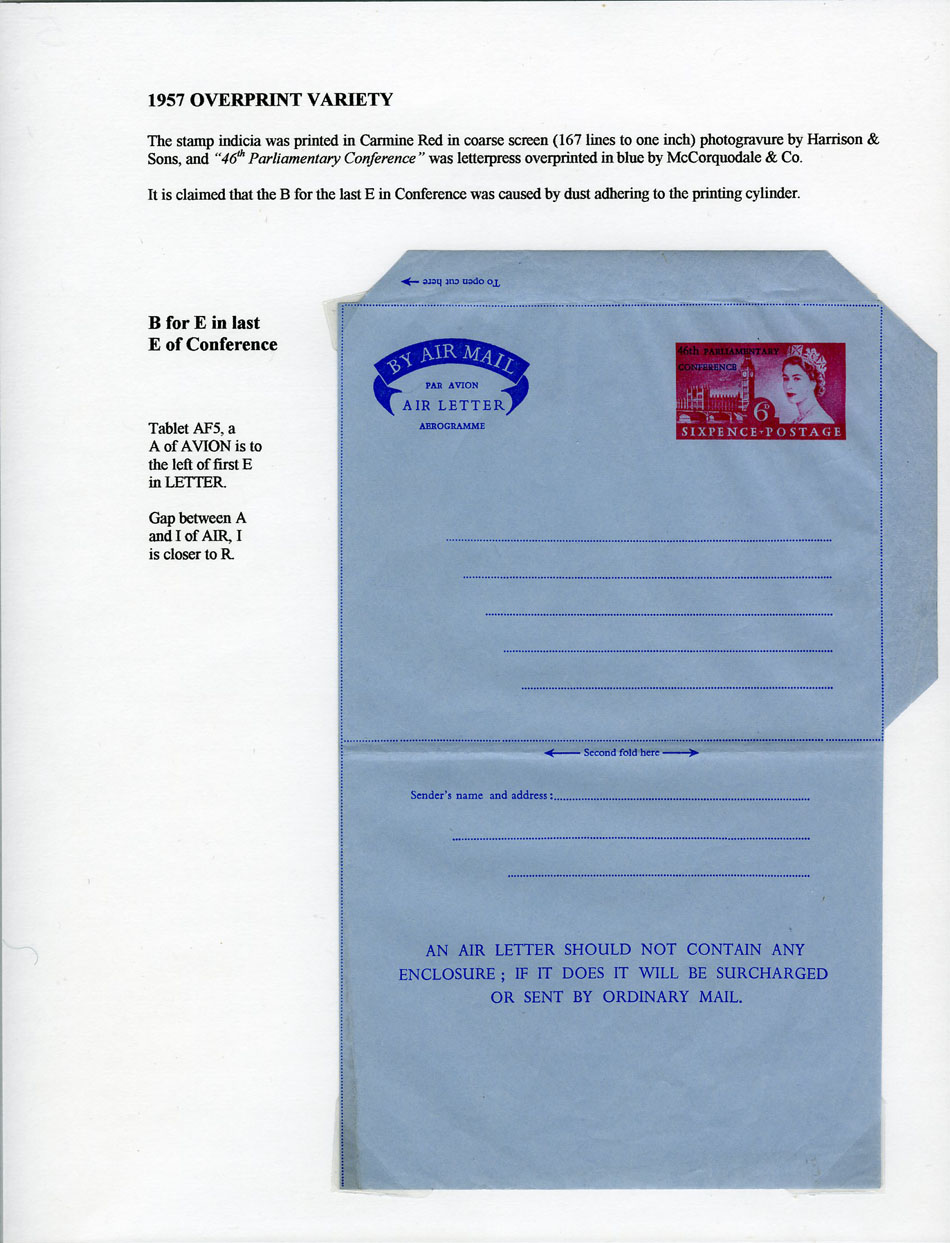 1957 OVERPRINT VARIETY
The stamp indicia was printed in Carmine Red in coarse screen (167 lines to one inch) photogravure by Harrison &
Sons, and “46th Parliamentary Conference” was letterpress overprinted in blue by McCorquodale & Co.
It is claimed that the B for the last E in Conference was caused by dust adhering to the printing cylinder.
B for E in last
E of Conference
Tablet AF5, a
A of AVION is to
the left of first E
in LETTER.
Gap between A
and I of AIR, I
is closer to R.
To open cut here
BY AIR MAIL
PAR AVION
AIR LETTER
AEROGRAMME
46th PARLIAMENTARY
CONFERENCE
6D
SIXPENCE·POSTAGE
Second fold here
Sender's name and address:
AN AIR LETTER SHOULD NOT CONTAIN ANY
ENCLOSURE ; IF IT DOES IT WILL BE SURCHARGED
OR SENT BY ORDINARY MAIL.